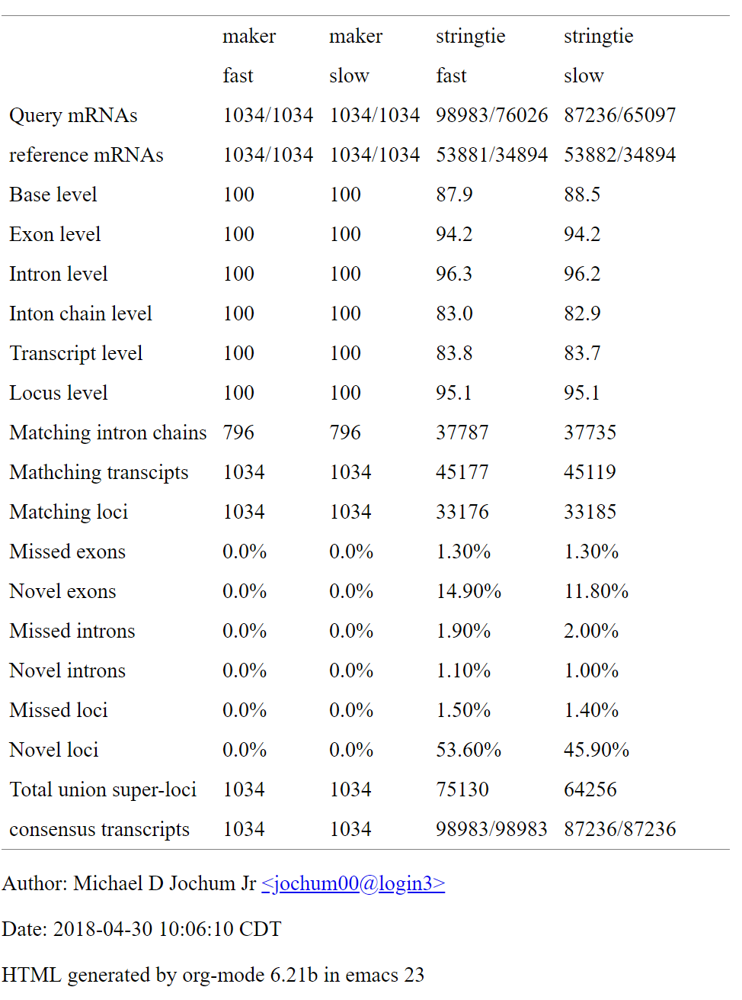 maker maker stringtie stringtie
fast slow fast slow
Query mRNAs 1034/1034 1034/1034 98983/76026 87236/65097
reference mRNAs 1034/1034 1034/1034 53881/34894 53882/34894
Base level 100 100 87.9 88.5
Exon level 100 100 94.2 94.2
Intron level 100 100 96.3 96.2
Inton chain level 100 100 83.0 82.9
Transcript level 100 100 83.8 83.7
Locus level 100 100 95.1 95.1
Matching intron chains 796 796 37787 37735
Mathching transcipts 1034 1034 45177 45119
Matching loci 1034 1034 33176 33185
Missed exons 0.0% 0.0% 1.30% 1.30%
Novel exons 0.0% 0.0% 14.90% 11.80%
Missed introns 0.0% 0.0% 1.90% 2.00%
Novel introns 0.0% 0.0% 1.10% 1.00%
Missed loci 0.0% 0.0% 1.50% 1.40%
Novel loci 0.0% 0.0% 53.60% 45.90%
Total union super-loci 1034 1034 75130 64256
consensus transcripts 1034 1034 98983/98983 87236/87236
Author: Michael D Jochum Jr <jochum00@login3>
Date: 2018-04-30 10:06:10 CDT
HTML generated by org-mode 6.21b in emacs 23